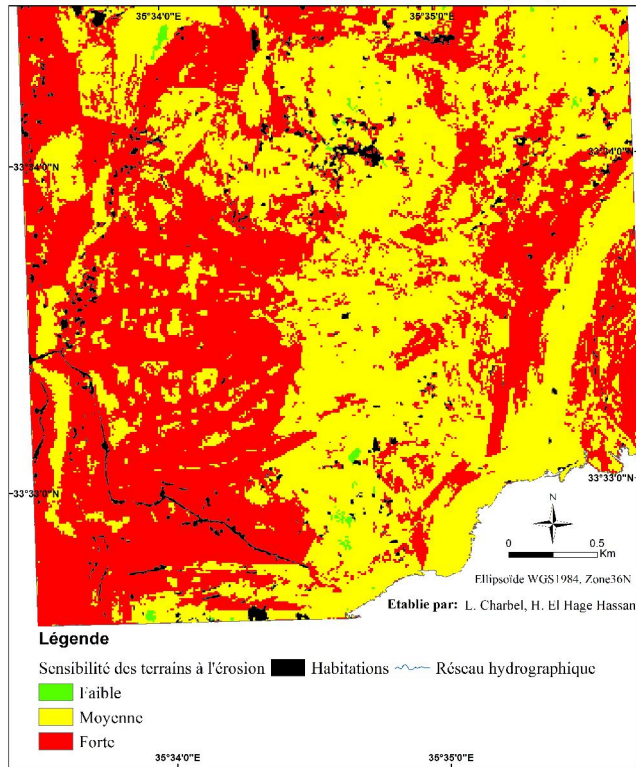 35°34'0"E
35°35'0"E
33°34'0"N
33°34'0"N
33°33'0"N
33°33'0"N
N
0
0.5
Km
Ellipsoïde WGS1984, Zone36N
Etablie par: L. Charbel, H. El Hage Hassan
Légende
Sensibilité des terrains à l'érosion
Habitations
Réseau hydrographique
Faible
Moyenne
Forte
35°34'0"E
35°35'0"E